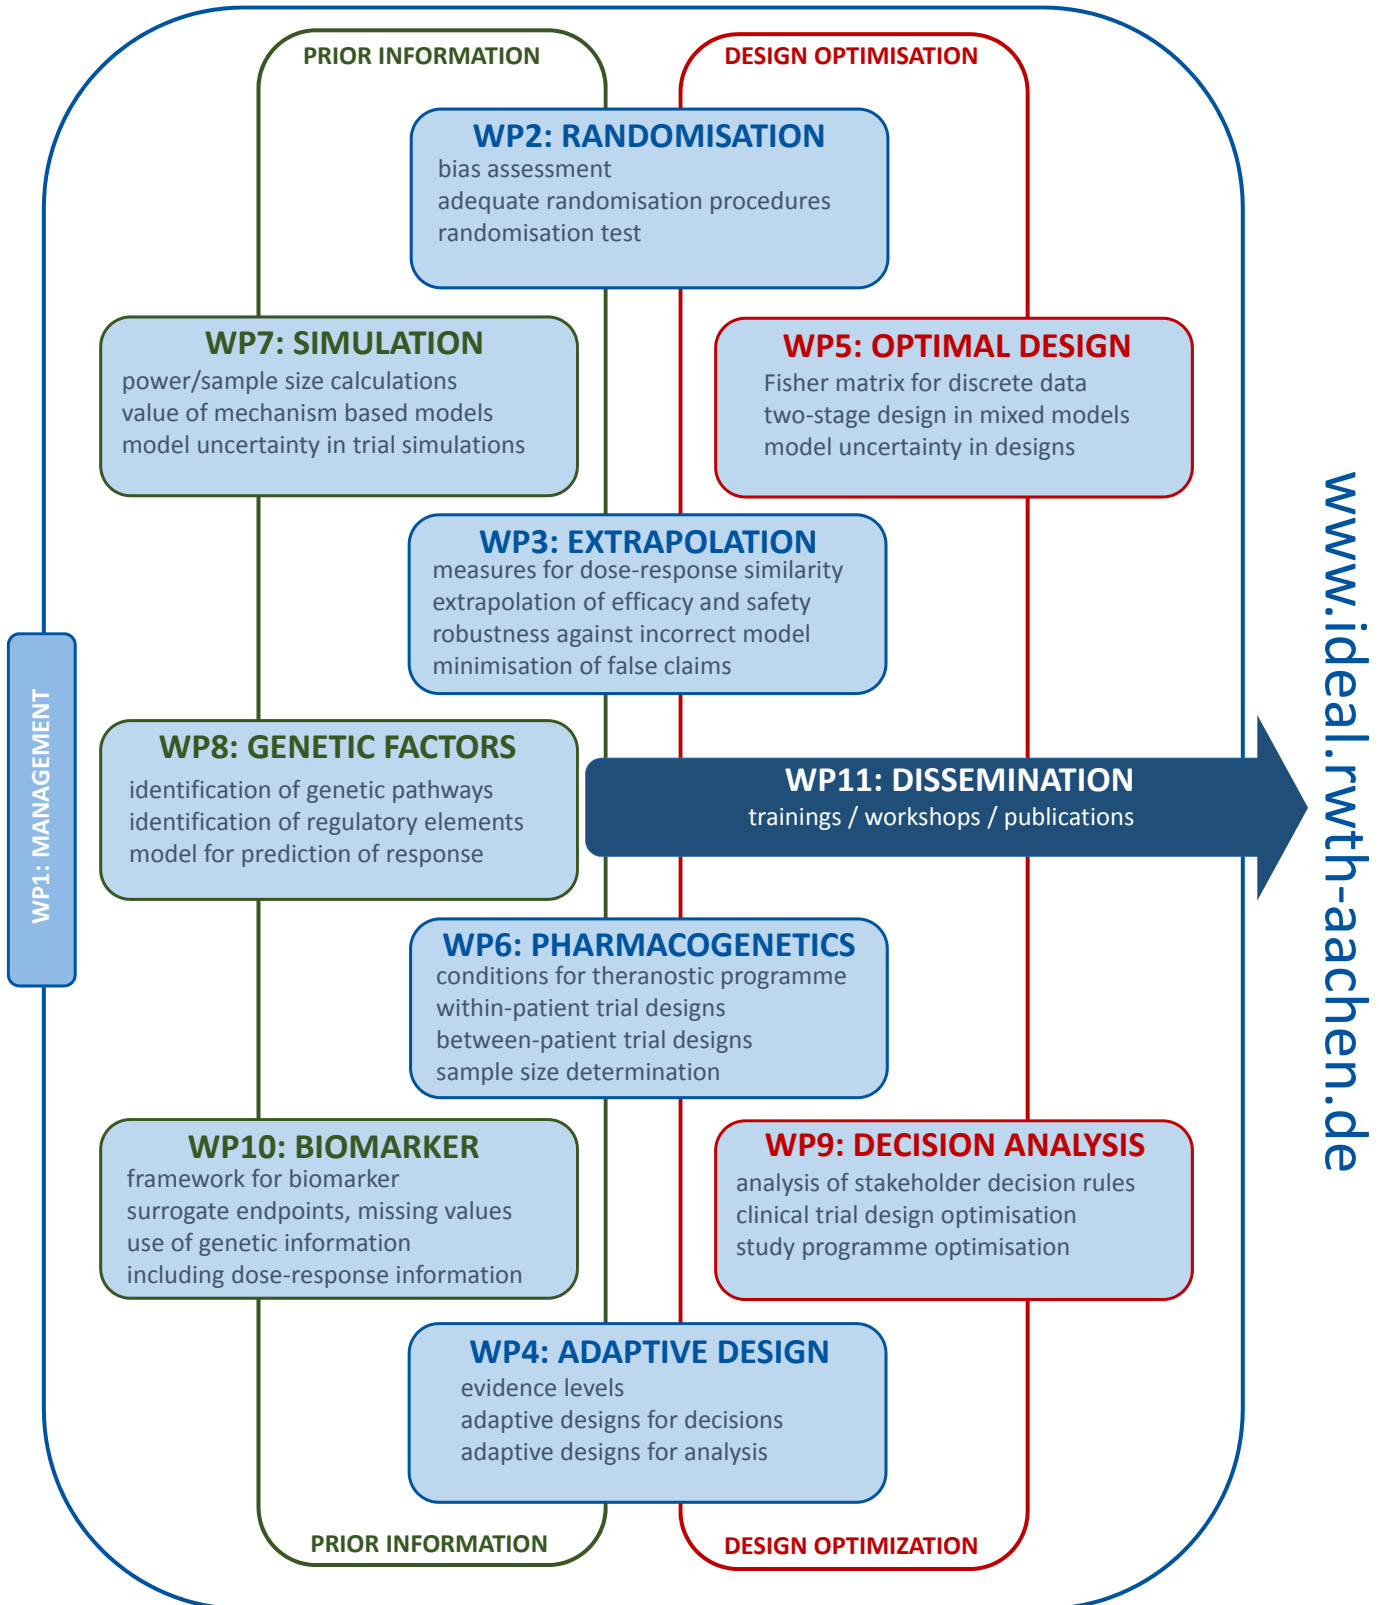 PRIOR INFORMATION
DESIGN OPTIMISATION
WP2: RANDOMISATION
bias assessment
adequate randomisation procedures
randomisation test
WP7: SIMULATION
power/sample size calculations
value of mechanism based models
model uncertainty in trial simulations
WP5: OPTIMAL DESIGN
Fisher matrix for discrete data
two-stage design in mixed models
model uncertainty in designs
WP3: EXTRAPOLATION
measures for dose-response similarity
extrapolation of efficacy and safety
robustness against incorrect model
minimisation of false claims
WP1: MANAGEMENT
WP8: GENETIC FACTORS
identification of genetic pathways
identification of regulatory elements
model for prediction of response
WP11: DISSEMINATION
trainings / workshops / publications
www.ideal.rwth-aachen.de
WP6: PHARMACOGENETICS
conditions for theranostic programme
within-patient trial designs
between-patient trial designs
sample size determination
WP10: BIOMARKER
framework for biomarker
surrogate endpoints, missing values
use of genetic information
including dose-response information
WP9: DECISION ANALYSIS
analysis of stakeholder decision rules
clinical trial design optimisation
study programme optimisation
WP4: ADAPTIVE DESIGN
evidence levels
adaptive designs for decisions
adaptive designs for analysis
PRIOR INFORMATION
DESIGN OPTIMIZATION